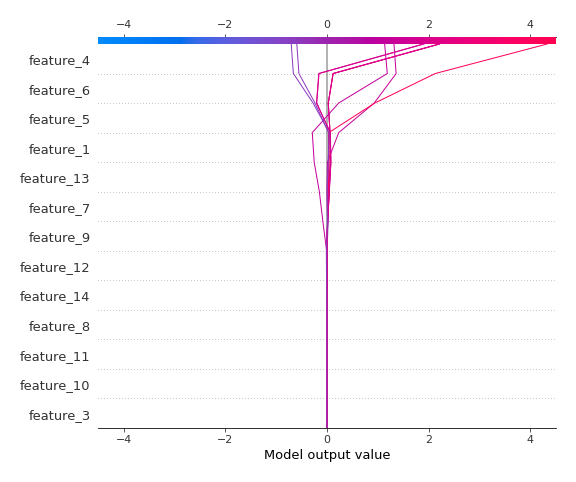 −4 −2 0 2 4
feature_4
feature_6
feature_5
feature_1
feature_13
feature_7
feature_9
feature_12
feature_14
feature_8
feature_11
feature_10
feature_3
−4 −2 0 2 4
Model output value